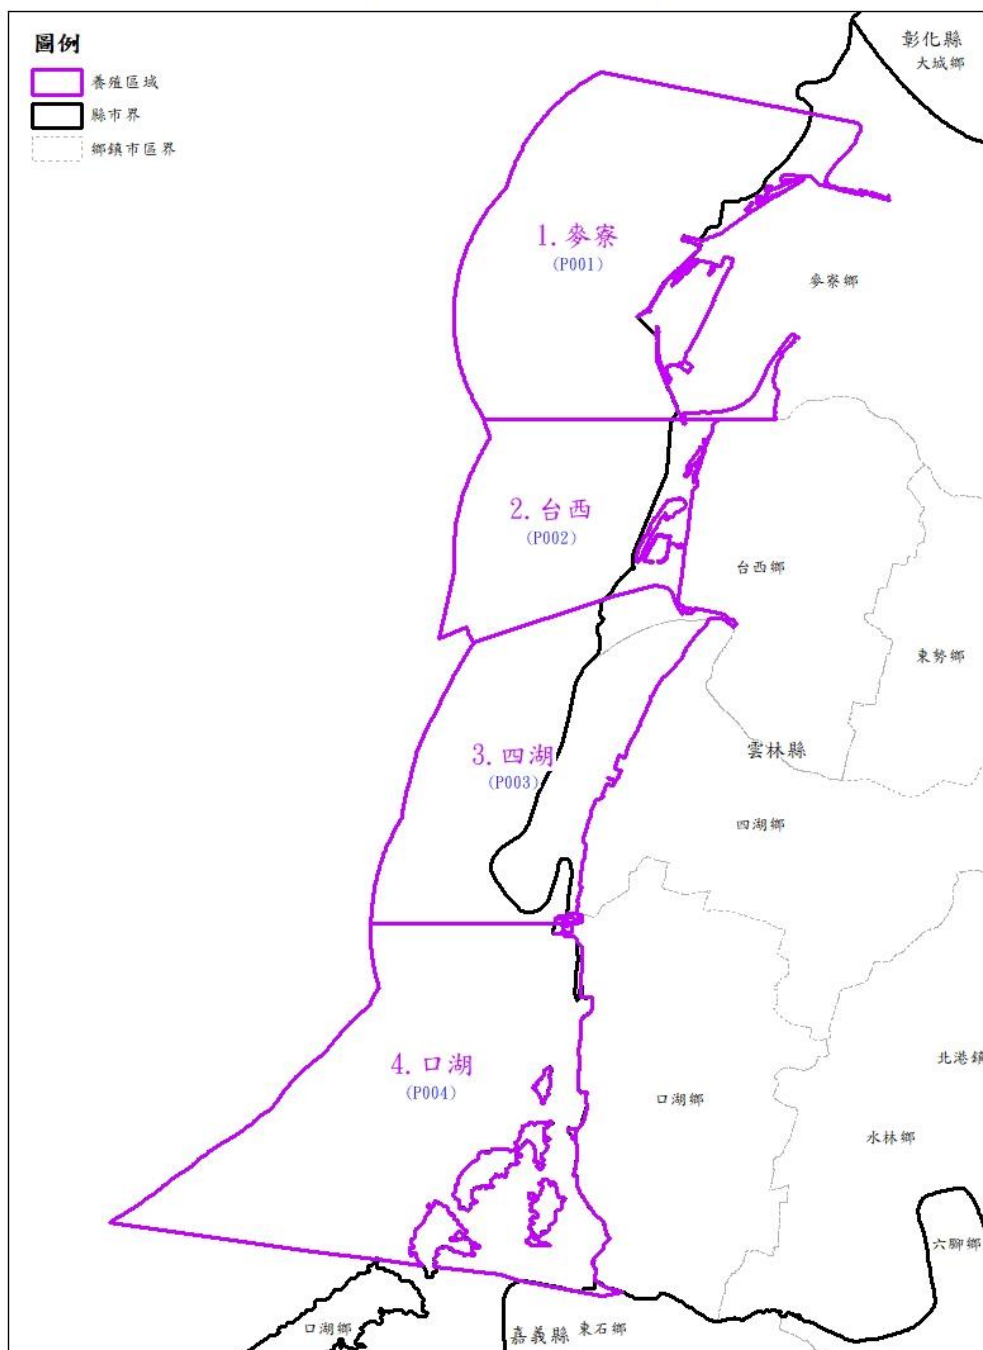 圖例
養殖區域
縣市界
鄉鎮市區界
彰化縣
大城鄉
1.麥寮
(P001)
麥寮鄉
2.台西
(P002)
台西鄉
東勢鄉
3.四湖
(P003)
雲林縣
四湖鄉
4.口湖
(P004)
口湖鄉
北港鎮
水林鄉
六腳鄉
口湖鄉
嘉義縣
東石鄉